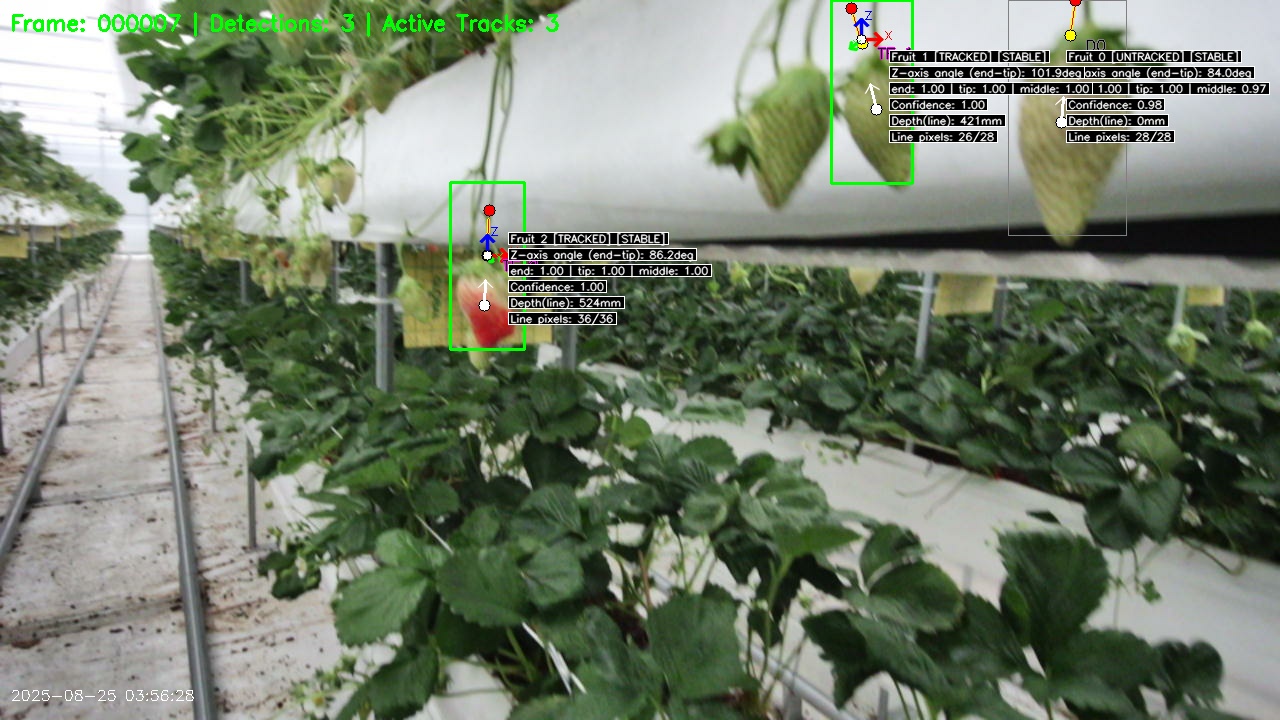 Frame: 000007 | Detections: 3 | Active Tracks: 3
Z
X
D0
Fruit 1 [TRACKED] [STABLE]
Z-axis angle (end-tip): 101.9deg
end: 1.00 | tip: 1.00 | middle: 1.00
Confidence: 1.00
Depth(line): 421mm
Line pixels: 26/28
Fruit 0 [UNTRACKED] [STABLE]
axis angle (end-tip): 84.0deg
1.00 | tip: 1.00 | middle: 0.97
Confidence: 0.98
Depth(line): 0mm
Line pixels: 28/28
Z
Fruit 2 [TRACKED] [STABLE]
Z-axis angle (end-tip): 86.2deg
end: 1.00 | tip: 1.00 | middle: 1.00
Confidence: 1.00
Depth(line): 524mm
Line pixels: 36/36
2025-08-25 03:56:28